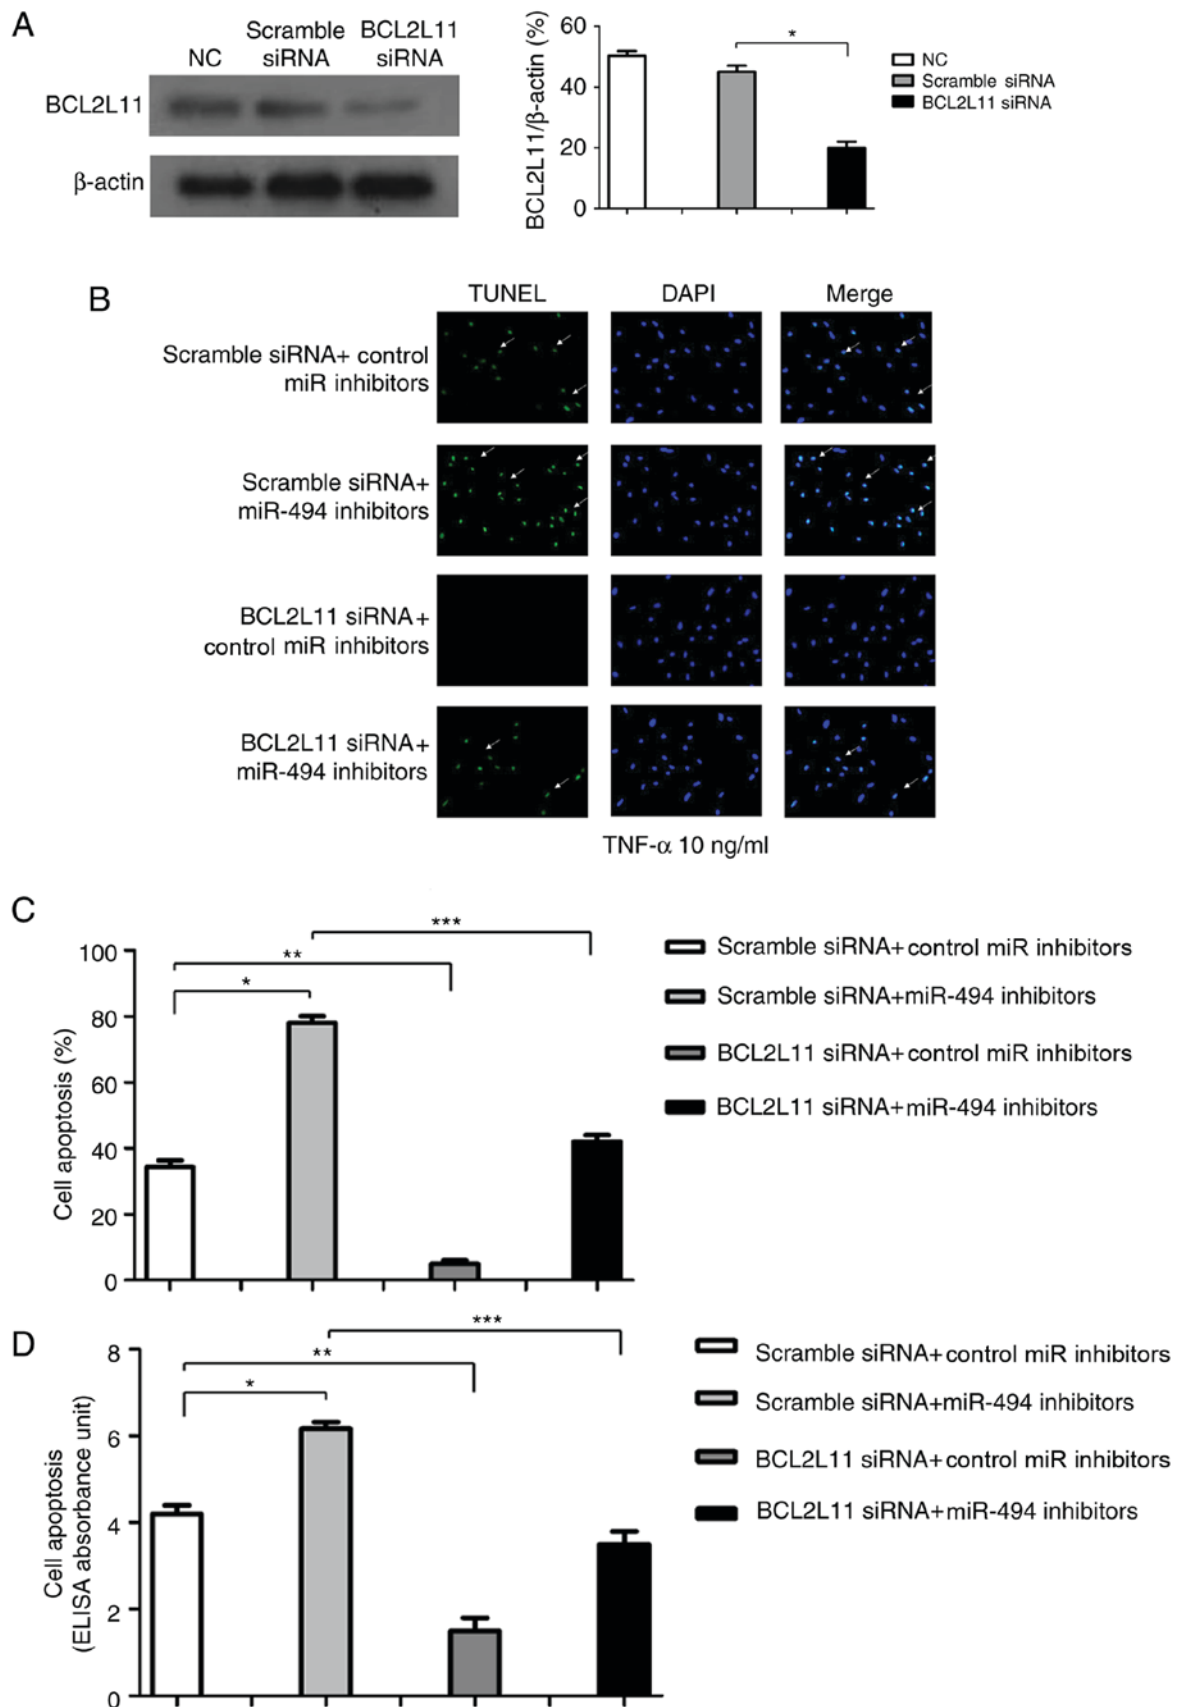 A
NC
Scramble
siRNA
BCL2L11
siRNA
BCL2L11
β-actin
BCL2L11/β-actin (%)
60
40
20
0
*
NC
Scramble siRNA
BCL2L11 siRNA
B
TUNEL DAPI Merge
Scramble siRNA+ control
miR inhibitors
Scramble siRNA+
miR-494 inhibitors
BCL2L11 siRNA+
control miR inhibitors
BCL2L11 siRNA+
miR-494 inhibitors
TNF-α 10 ng/ml
C
Cell apoptosis (%)
100
80
60
40
20
0
***
**
*
Scramble siRNA+control miR inhibitors
Scramble siRNA+miR-494 inhibitors
BCL2L11 siRNA+control miR inhibitors
BCL2L11 siRNA+miR-494 inhibitors
D
Cell apoptosis
(ELISA absorbance unit)
8
6
4
2
0
***
**
*
Scramble siRNA+control miR inhibitors
Scramble siRNA+miR-494 inhibitors
BCL2L11 siRNA+control miR inhibitors
BCL2L11 siRNA+miR-494 inhibitors